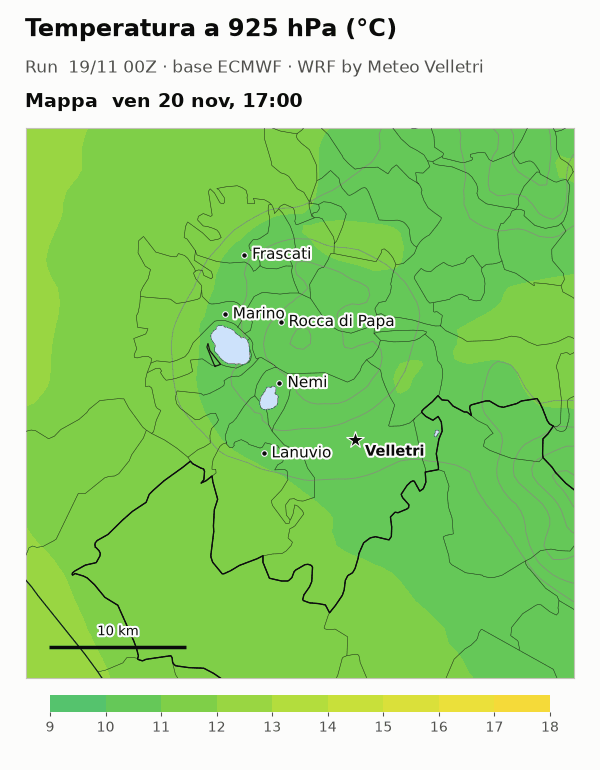 Temperatura a 925 hPa (°C)
Run  19/11 00Z · base ECMWF · WRF by Meteo Velletri
Mappa  ven 20 nov, 17:00
Frascati
Marino
Rocca di Papa
Nemi
Velletri
Lanuvio
10 km
9 10 11 12 13 14 15 16 17 18